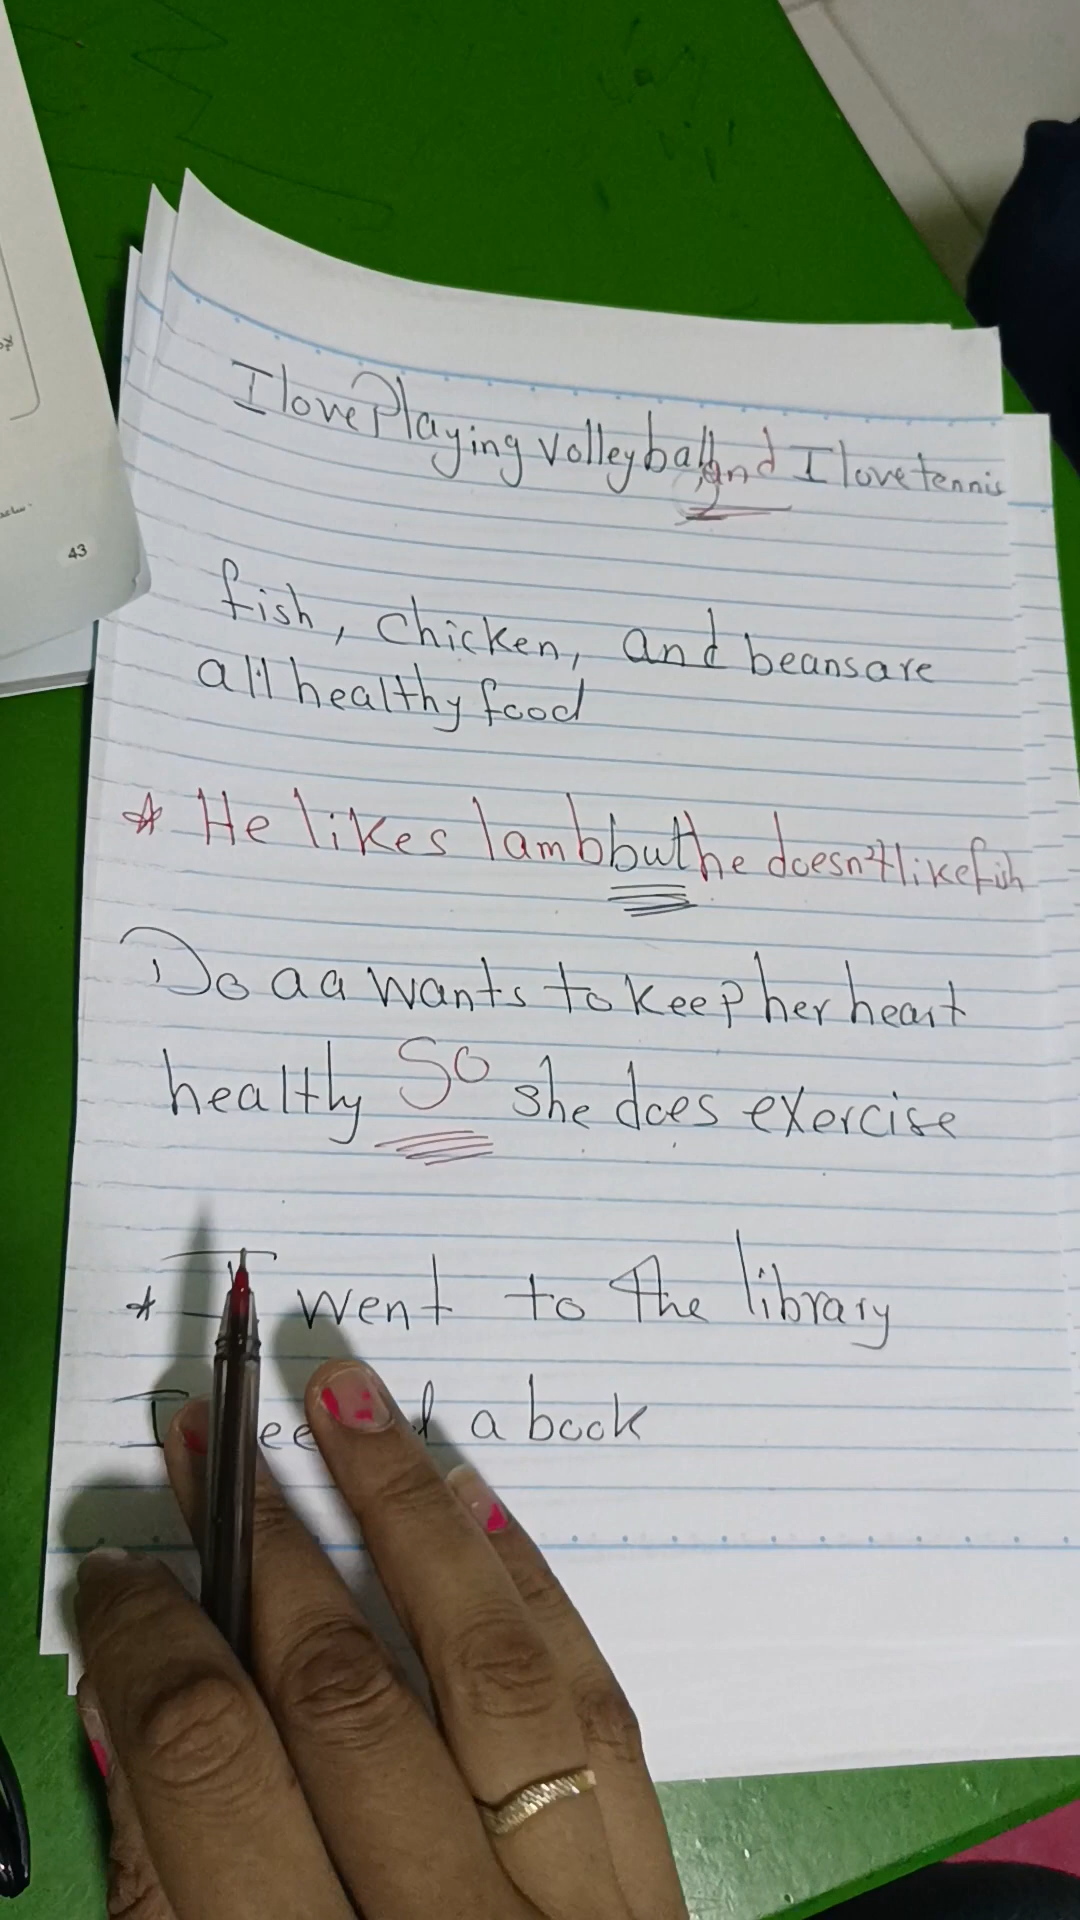 I love Playing volleyball, and I love tennis
fish, chicken, and beans are
all healthy food
* He likes lamb but he doesn't like fish
Doaa wants to keep her heart
healthy So she does exercise
* I went to the library
I a book
43